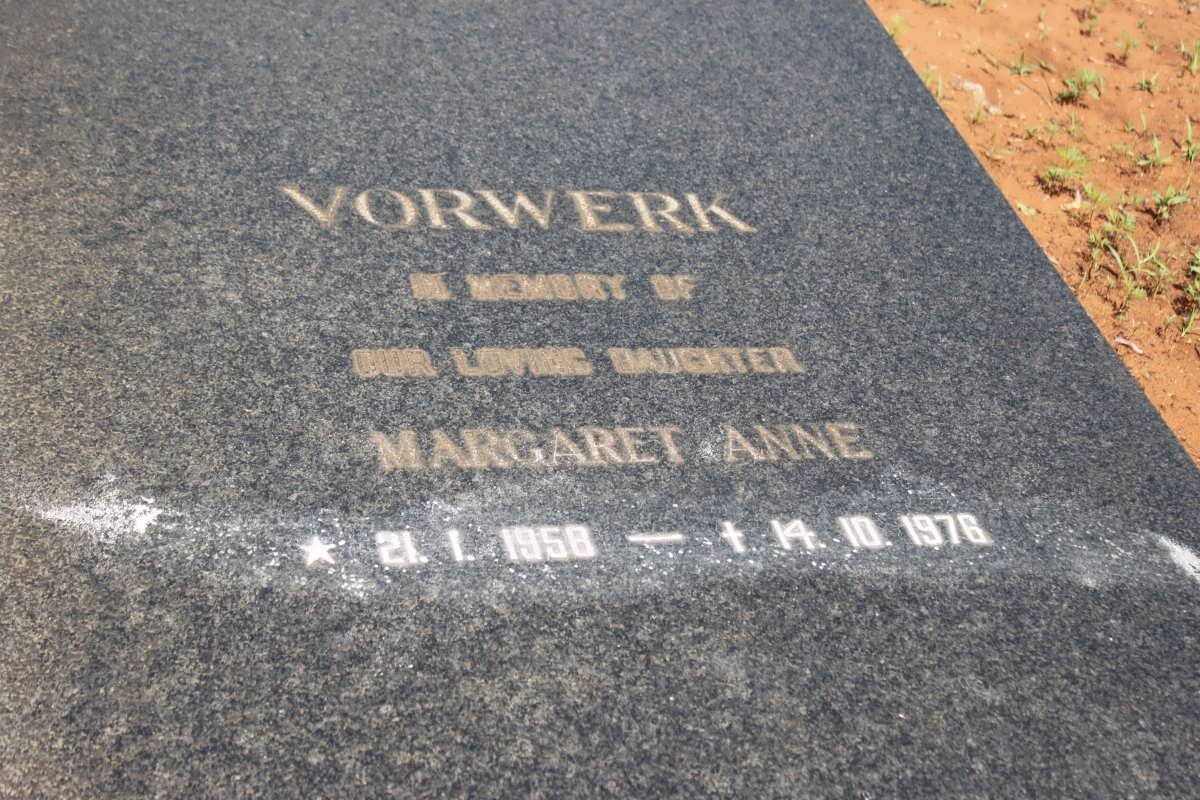 VORWERK
IN MEMORY OF
OUR LOVING DAUGHTER
MARGARET ANNE
★ 21. 1. 1958 — † 14. 10. 1976